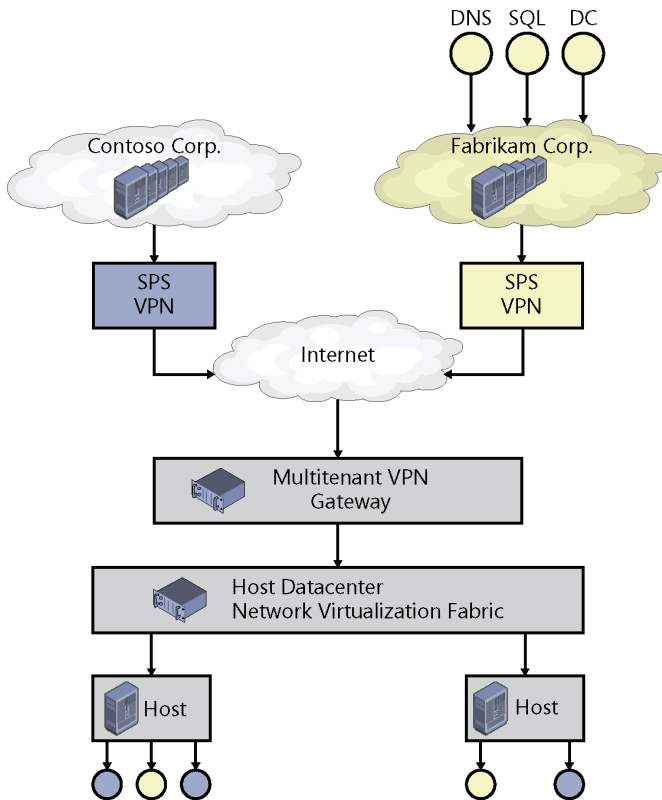 DNS SQL DC
Contoso Corp.
Fabrikam Corp.
SPS
VPN
SPS
VPN
Internet
Multitenant VPN
Gateway
Host Datacenter
Network Virtualization Fabric
Host
Host